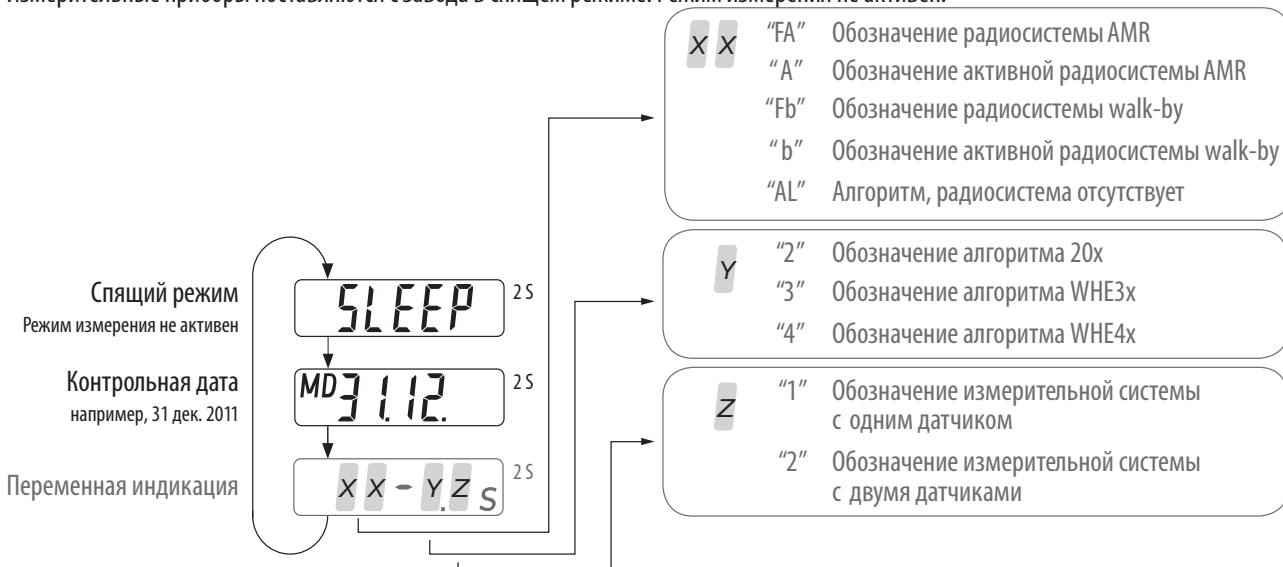 измерительные приборы поставляются с завода в спящем режиме. Режим измерения не активен.
X X
“FA” Обозначение радиосистемы AMR
“ A” Обозначение активной радиосистемы AMR
“Fb” Обозначение радиосистемы walk-by
“ b” Обозначение активной радиосистемы walk-by
“AL” Алгоритм, радиосистема отсутствует
Y
“2” Обозначение алгоритма 20x
“3” Обозначение алгоритма WHE3x
“4” Обозначение алгоритма WHE4x
Z
“1” Обозначение измерительной системы
с одним датчиком
“2” Обозначение измерительной системы
с двумя датчиками
Спящий режим
Режим измерения не активен
SLEEP 2 S
Контрольная дата
например, 31 дек. 2011
MD 31.12. 2 S
Переменная индикация
X X - Y.Z S 2 S